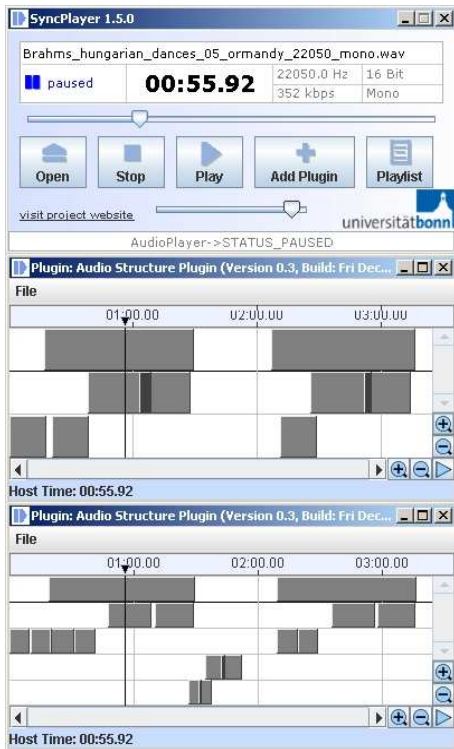 SyncPlayer 1.5.0
Brahms_hungarian_dances_05_ormandy_22050_mono.wav
paused
00:55.92
22050.0 Hz
16 Bit
352 kbps
Mono
Open
Stop
Play
Add Plugin
Playlist
visit project website
universitätbonn
AudioPlayer->STATUS_PAUSED
Plugin: Audio Structure Plugin (Version 0.3, Build: Fri Dec...
File
01:00.00
02:00.00
03:00.00
Host Time: 00:55.92
Plugin: Audio Structure Plugin (Version 0.3, Build: Fri Dec...
File
01:00.00
02:00.00
03:00.00
Host Time: 00:55.92